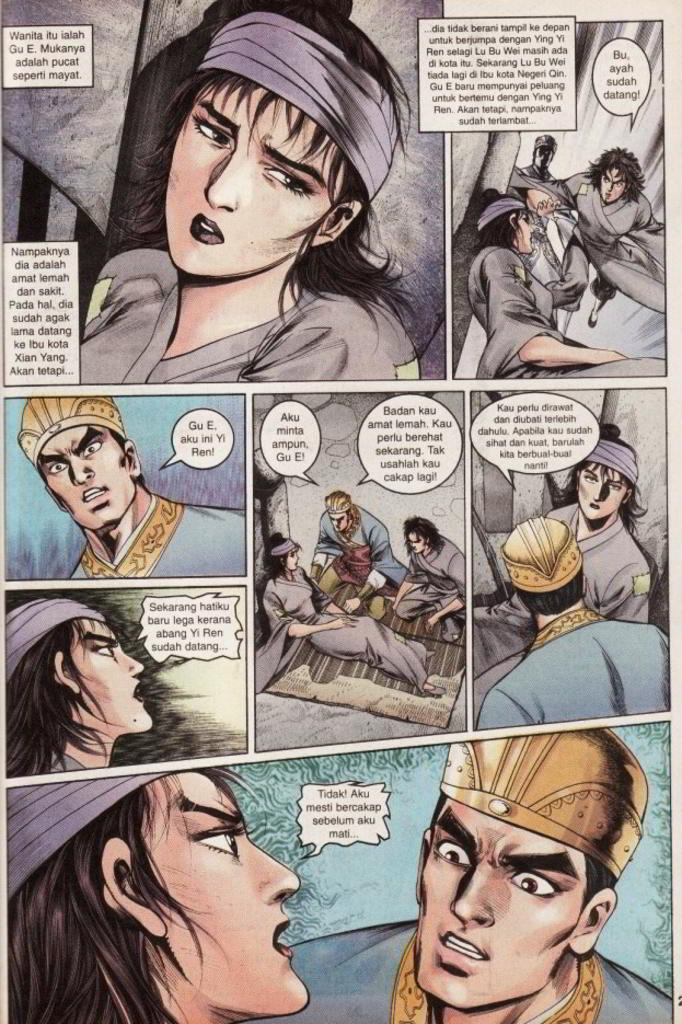 Wanita itu ialah
Gu E. Mukanya
adalah pucat
seperti mayat.
Nampaknya
dia adalah
amat lemah
dan sakit.
Pada hal, dia
sudah agak
lama datang
ke Ibu kota
Xian Yang.
Akan tetapi...
...dia tidak berani tampil ke depan
untuk berjumpa dengan Ying Yi
Ren selagi Lu Bu Wei masih ada
di kota itu. Sekarang Lu Bu Wei
tiada lagi di Ibu kota Negeri Qin.
Gu E baru mempunyai peluang
untuk bertemu dengan Ying Yi
Ren. Akan tetapi, nampaknya
sudah terlambat...
Bu,
ayah
sudah
datang!
Gu E,
aku ini Yi
Ren!
Sekarang hatiku
baru lega kerana
abang Yi Ren
sudah datang...
Aku
minta
ampun,
Gu E!
Badan kau
amat lemah. Kau
perlu berehat
sekarang. Tak
usahlah kau
cakap lagi!
Kau perlu dirawat
dan diubati terlebih
dahulu. Apabila kau sudah
sihat dan kuat, barulah
kita berbual-bual
nanti!
Tidak! Aku
mesti bercakap
sebelum aku
mati...